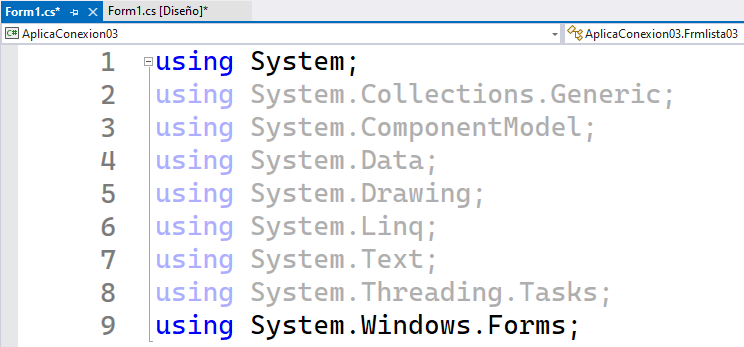 Form1.cs* Form1.cs [Diseño]*
AplicaConexion03 AplicaConexion03.Frmlista03
1 using System;
2 using System.Collections.Generic;
3 using System.ComponentModel;
4 using System.Data;
5 using System.Drawing;
6 using System.Linq;
7 using System.Text;
8 using System.Threading.Tasks;
9 using System.Windows.Forms;